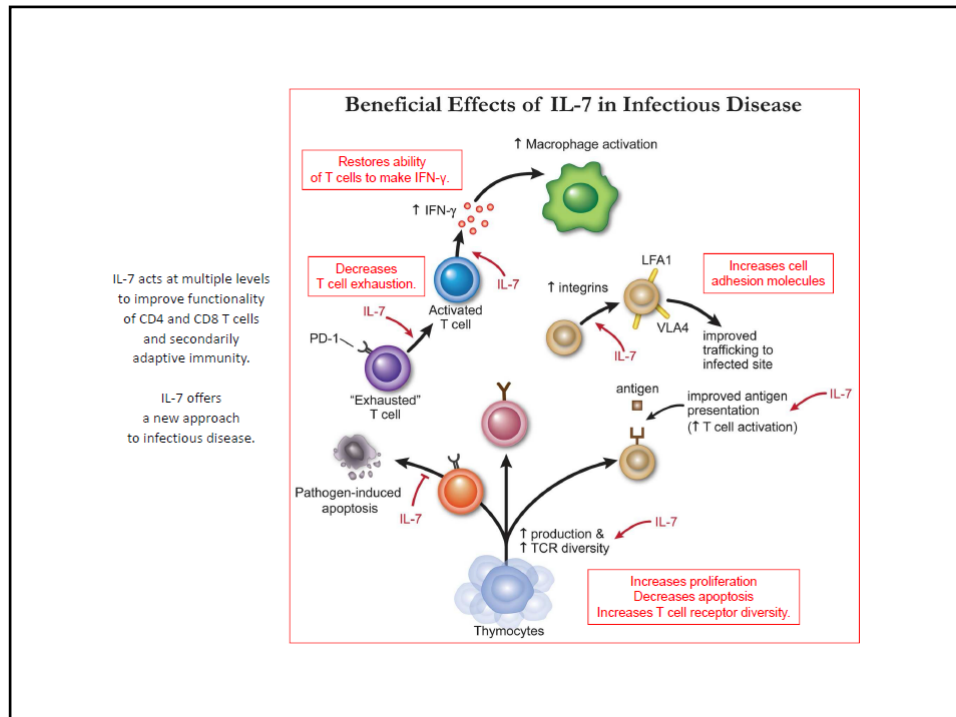 Beneficial Effects of IL-7 in Infectious Disease
↑ Macrophage activation
Restores ability
of T cells to make IFN-γ.
↑ IFN-γ
IL-7 acts at multiple levels
to improve functionality
of CD4 and CD8 T cells
and secondarily
adaptive immunity.
IL-7 offers
a new approach
to infectious disease.
Decreases
T cell exhaustion.
IL-7
Activated
T cell
IL-7
PD-1
"Exhausted"
T cell
LFA1
Increases cell
adhesion molecules
↑ integrins
VLA4
IL-7
improved
trafficking to
infected site
antigen
improved antigen
presentation
(↑ T cell activation)
IL-7
Pathogen-induced
apoptosis
IL-7
↑ production &
↑ TCR diversity
IL-7
Thymocytes
Increases proliferation
Decreases apoptosis
Increases T cell receptor diversity.